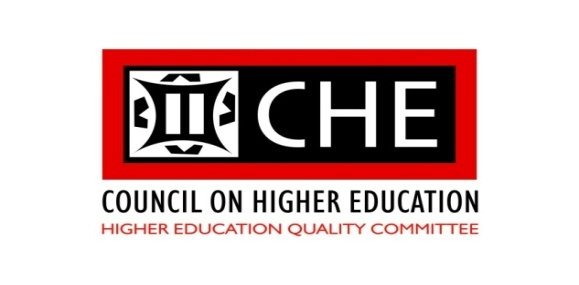 CHE
COUNCIL ON HIGHER EDUCATION
HIGHER EDUCATION QUALITY COMMITTEE